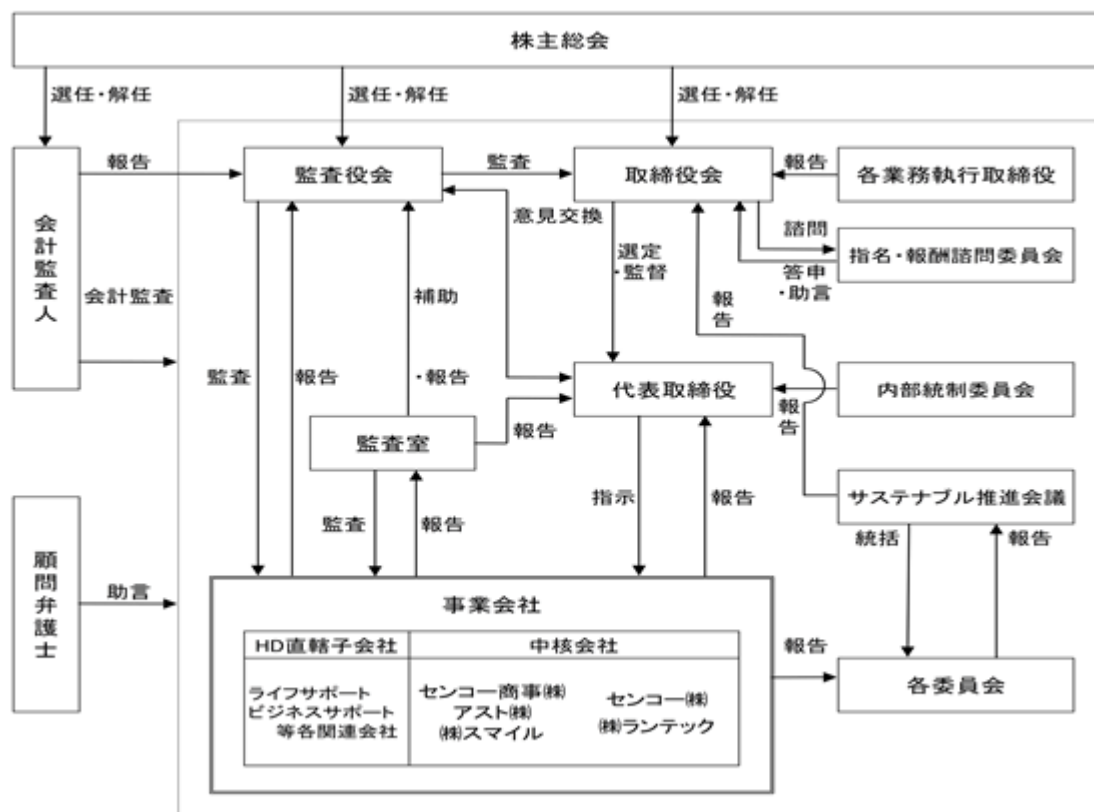 株主総会
選任・解任
選任・解任
選任・解任
報告
監査役会
監査
取締役会
報告
各業務執行取締役
会計監査人
意見交換
諮問
指名・報酬諮問委員会
選定
・監督
答申
・助言
会計監査
補助
・報告
報告
監査
報告
代表取締役
報告
内部統制委員会
監査室
報告
指示
報告
サステナブル推進会議
監査
報告
統括
報告
顧問弁護士
助言
事業会社
HD直轄子会社
中核会社
報告
各委員会
ライフサポート
ビジネスサポート
等各関連会社
センコー商事㈱
アスト㈱
㈱スマイル
センコー㈱
㈱ランテック